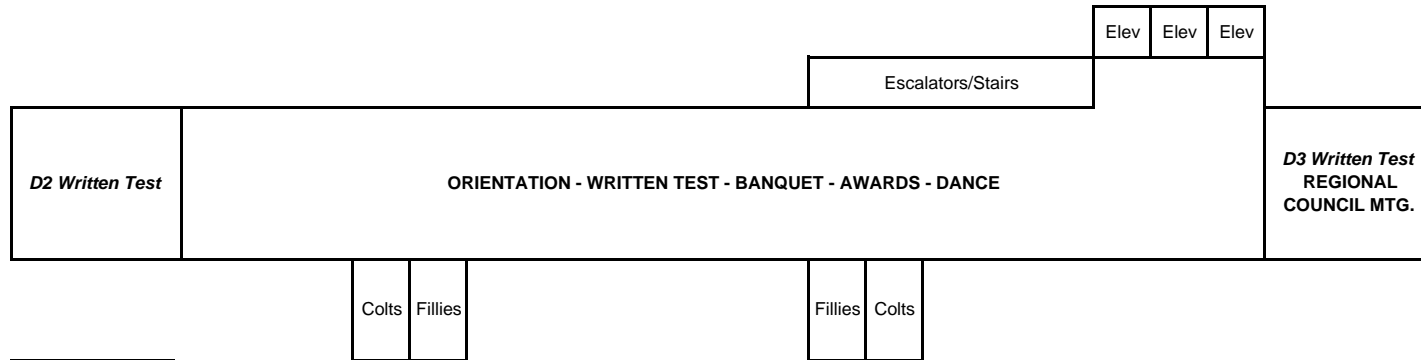 Elev Elev Elev
Escalators/Stairs
D2 Written Test
ORIENTATION - WRITTEN TEST - BANQUET - AWARDS - DANCE
D3 Written Test
REGIONAL
COUNCIL MTG.
Colts Fillies Fillies Colts